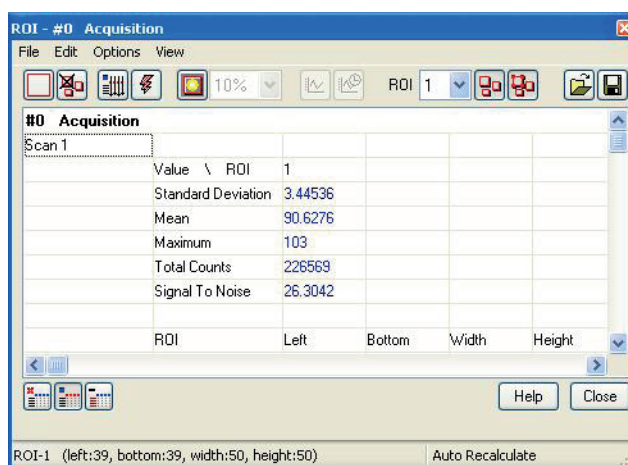 ROI - #0 Acquisition
File Edit Options View
10% ROI 1
#0 Acquisition
Scan 1
Value \ ROI 1
Standard Deviation 3.44536
Mean 90.6276
Maximum 103
Total Counts 226569
Signal To Noise 26.3042
ROI Left Bottom Width Height
Help Close
ROI-1 (left:39, bottom:39, width:50, height:50) Auto Recalculate